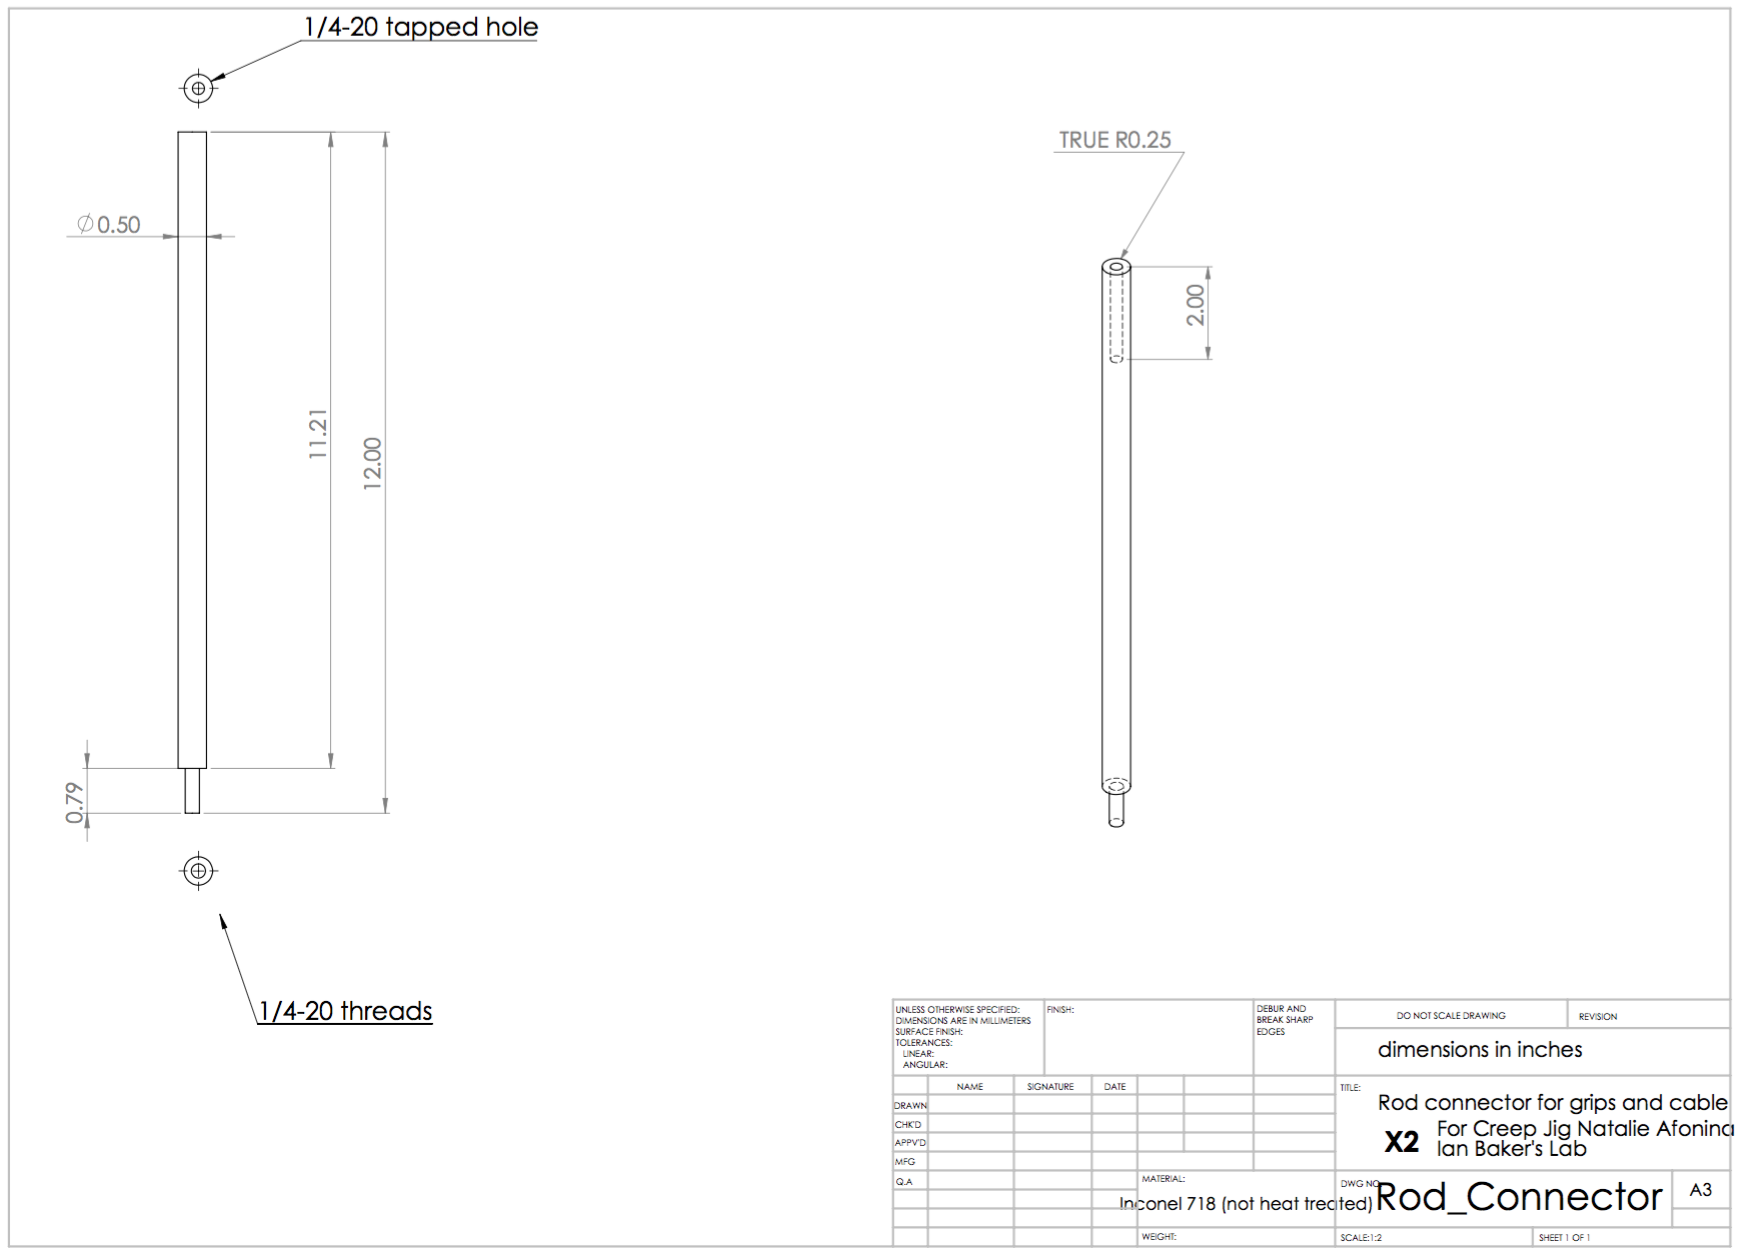 1/4-20 tapped hole
TRUE R0.25
∅0.50
2.00
11.21
12.00
0.79
1/4-20 threads
UNLESS OTHERWISE SPECIFIED:
DIMENSIONS ARE IN MILLIMETERS
SURFACE FINISH:
TOLERANCES:
LINEAR:
ANGULAR:
FINISH:
DEBUR AND
BREAK SHARP
EDGES
DO NOT SCALE DRAWING
REVISION
dimensions in inches
NAME
SIGNATURE
DATE
DRAWN
CHK'D
APPV'D
MFG
Q.A
TITLE:
Rod connector for grips and cable
X2
For Creep Jig Natalie Afonina
Ian Baker's Lab
MATERIAL:
Inconel 718 (not heat treated)
DWG NO.
Rod_Connector
A3
WEIGHT:
SCALE:1:2
SHEET 1 OF 1